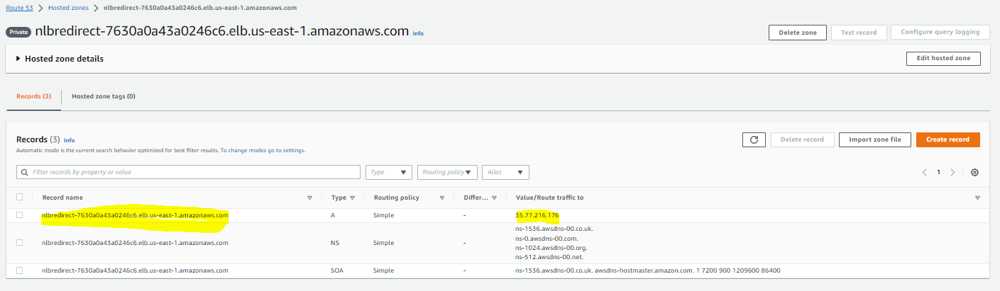 Route 53 > Hosted zones > nlbredirect-7630a0a43a0246c6.elb.us-east-1.amazonaws.com
Private nlbredirect-7630a0a43a0246c6.elb.us-east-1.amazonaws.com Info
Delete zone Test record Configure query logging
Hosted zone details Edit hosted zone
Records (3) Hosted zone tags (0)
Records (3) Info
Delete record Import zone file Create record
Automatic mode is the current search behavior optimized for best filter results. To change modes go to settings.
Filter records by property or value Type Routing policy Alias 1
Record name Type Routing policy Differ... Value/Route traffic to
nlbredirect-7630a0a43a0246c6.elb.us-east-1.amazonaws.com A Simple - 35.77.216.176
nlbredirect-7630a0a43a0246c6.elb.us-east-1.amazonaws.com NS Simple - ns-1536.awsdns-00.co.uk.
ns-0.awsdns-00.com.
ns-1024.awsdns-00.org.
ns-512.awsdns-00.net.
nlbredirect-7630a0a43a0246c6.elb.us-east-1.amazonaws.com SOA Simple - ns-1536.awsdns-00.co.uk. awsdns-hostmaster.amazon.com. 1 7200 900 1209600 86400